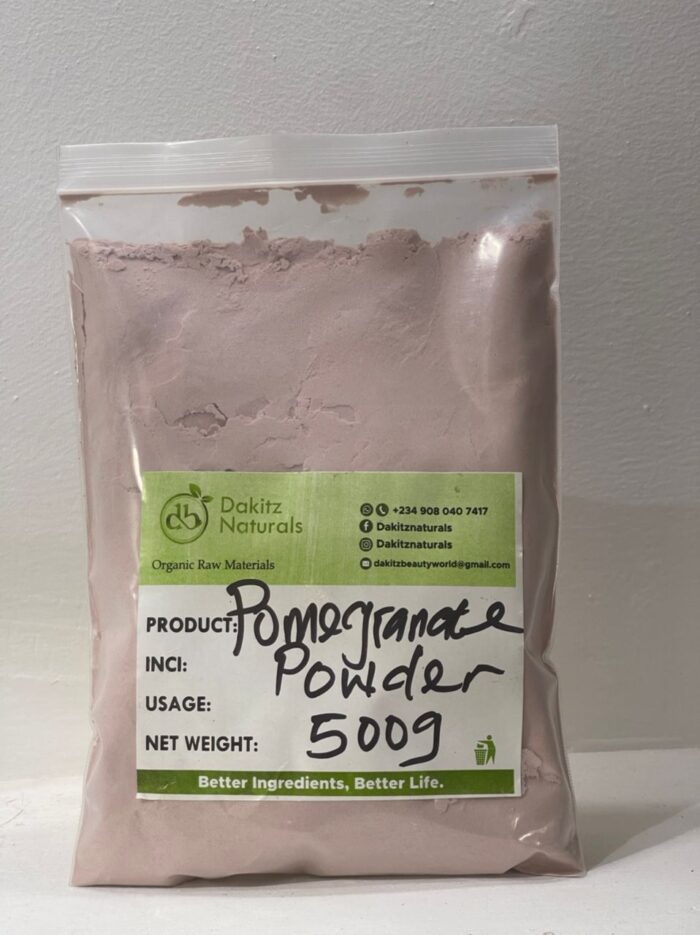 Dakitz
Naturals
Organic Raw Materials
+234 908 040 7417
Dakitznaturals
Dakitznaturals
dakitzbeautyworld@gmail.com
PRODUCT: Pomegranate
INCI: Powder
USAGE:
NET WEIGHT: 500g
Better Ingredients, Better Life.